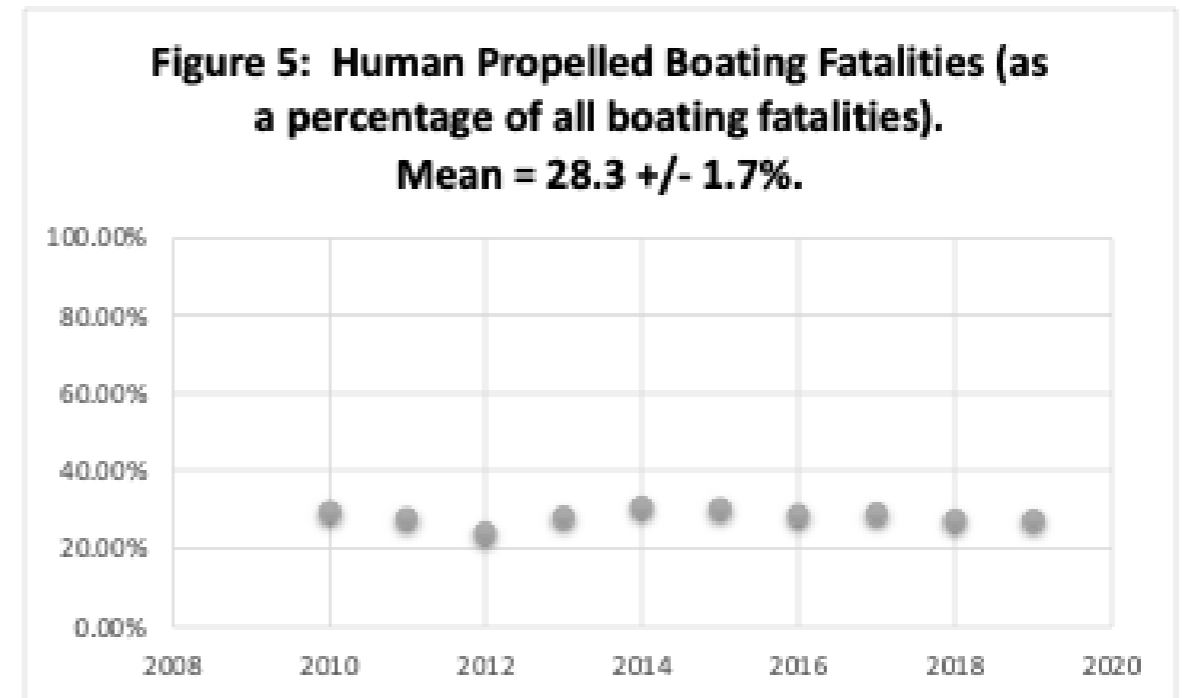 Figure 5:  Human Propelled Boating Fatalities (as
a percentage of all boating fatalities).
Mean = 28.3 +/- 1.7%.
100.00%
80.00%
60.00%
40.00%
20.00%
0.00%
2008 2010 2012 2014 2016 2018 2020